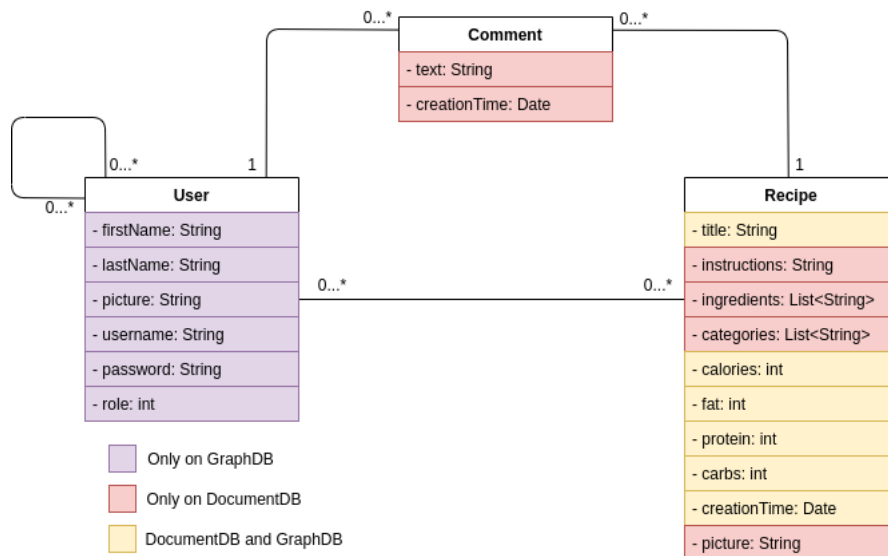 0...*
0...*
Comment
- text: String
- creationTime: Date
0...*
1
1
0...*
User
- firstName: String
- lastName: String
- picture: String
- username: String
- password: String
- role: int
0...*
0...*
Recipe
- title: String
- instructions: String
- ingredients: List<String>
- categories: List<String>
- calories: int
- fat: int
- protein: int
- carbs: int
- creationTime: Date
- picture: String
Only on GraphDB
Only on DocumentDB
DocumentDB and GraphDB